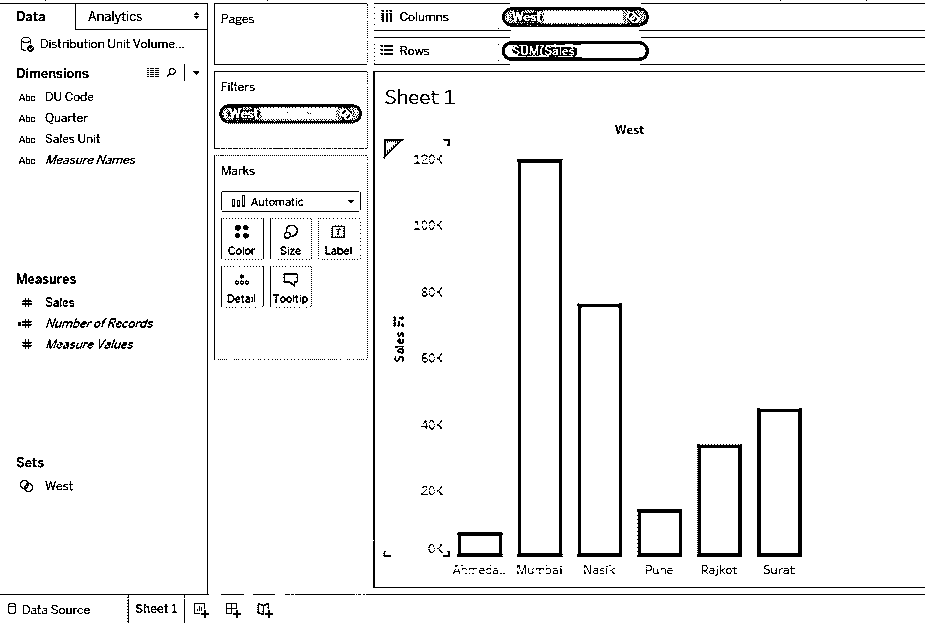 Data
Analytics
Distribution Unit Volume...
Dimensions
Abc DU Code
Abc Quarter
Abc Sales Unit
Abc Measure Names
Measures
# Sales
=# Number of Records
# Measure Values
Sets
West
Pages
Filters
West
Marks
Automatic
Color
Size
Label
Detail
Tooltip
Columns
West
Rows
SUM(Sales
Sheet 1
West
120K
100K
80K
60K
40K
20K
0K
Sales
Ahmeda..
Mumbai
Nasik
Pune
Rajkot
Surat
Data Source
Sheet 1